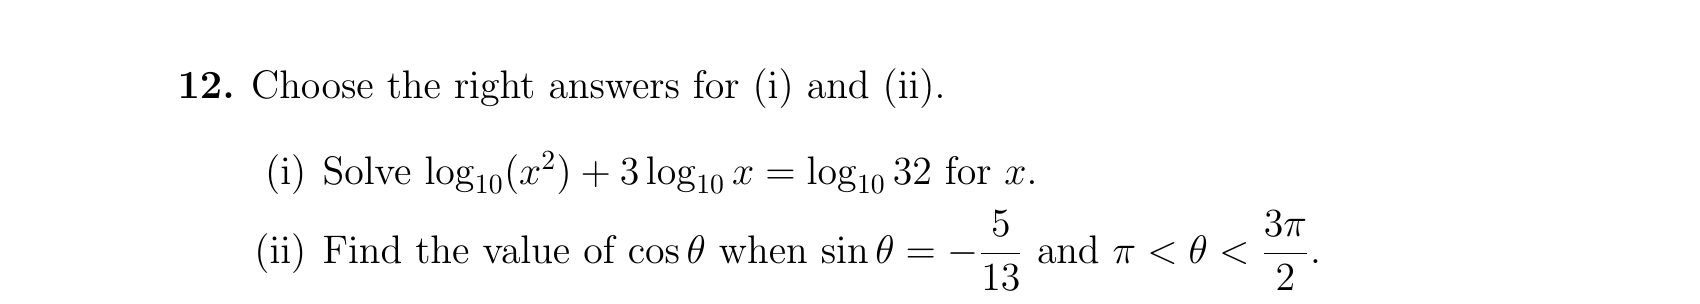 12. Choose the right answers for (i) and (ii).
(i) Solve log₁₀(x²) + 3 log₁₀ x = log₁₀ 32 for x.
(ii) Find the value of cos θ when sin θ = −5/13 and π < θ < 3π/2.